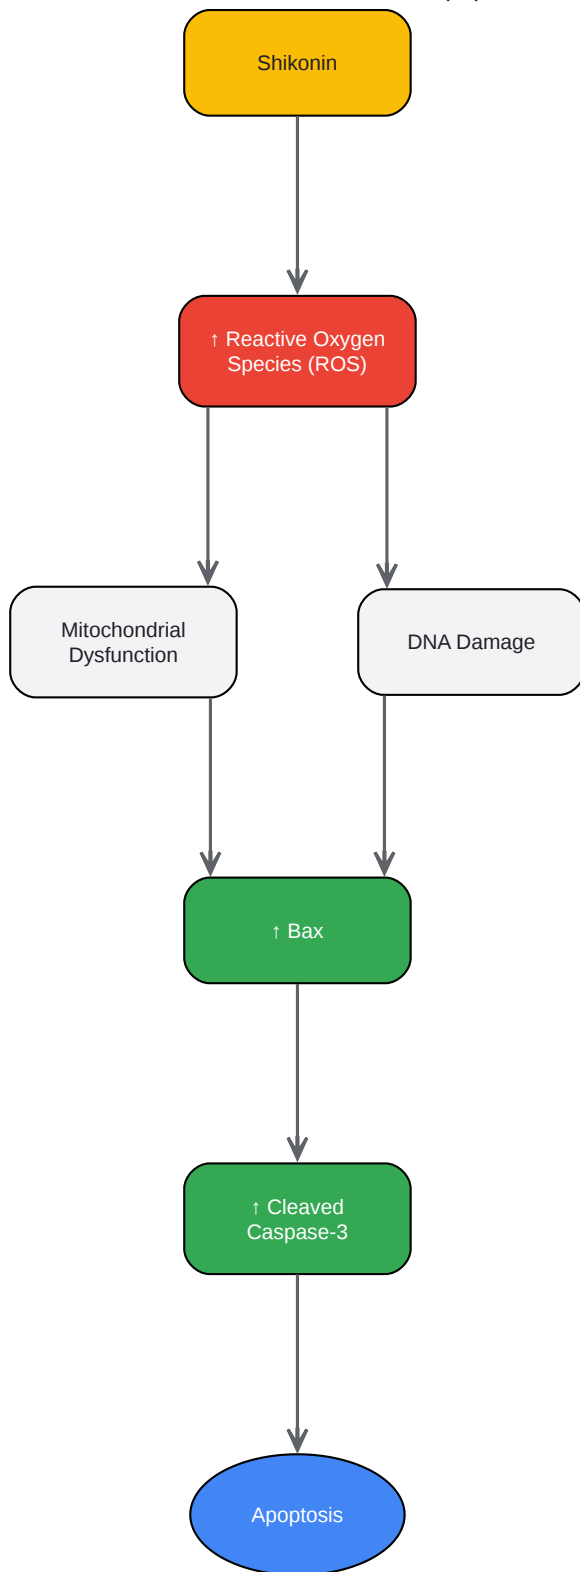 Shikonin
↑ Reactive Oxygen
Species (ROS)
Mitochondrial
Dysfunction
DNA Damage
↑ Bax
↑ Cleaved
Caspase-3
Apoptosis